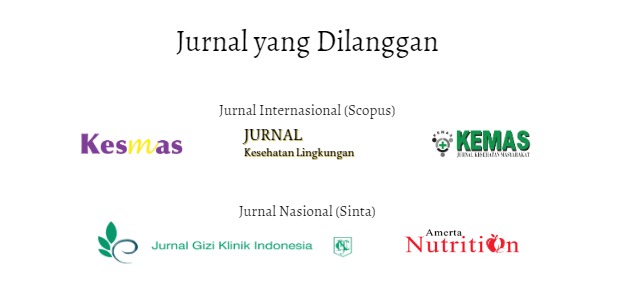 Jurnal yang Dilanggan
Jurnal Internasional (Scopus)
Kesmas
JURNAL
Kesehatan Lingkungan
KEMAS
JURNAL KESEHATAN MASYARAKAT
Jurnal Nasional (Sinta)
Jurnal Gizi Klinik Indonesia
Amerta
Nutrition